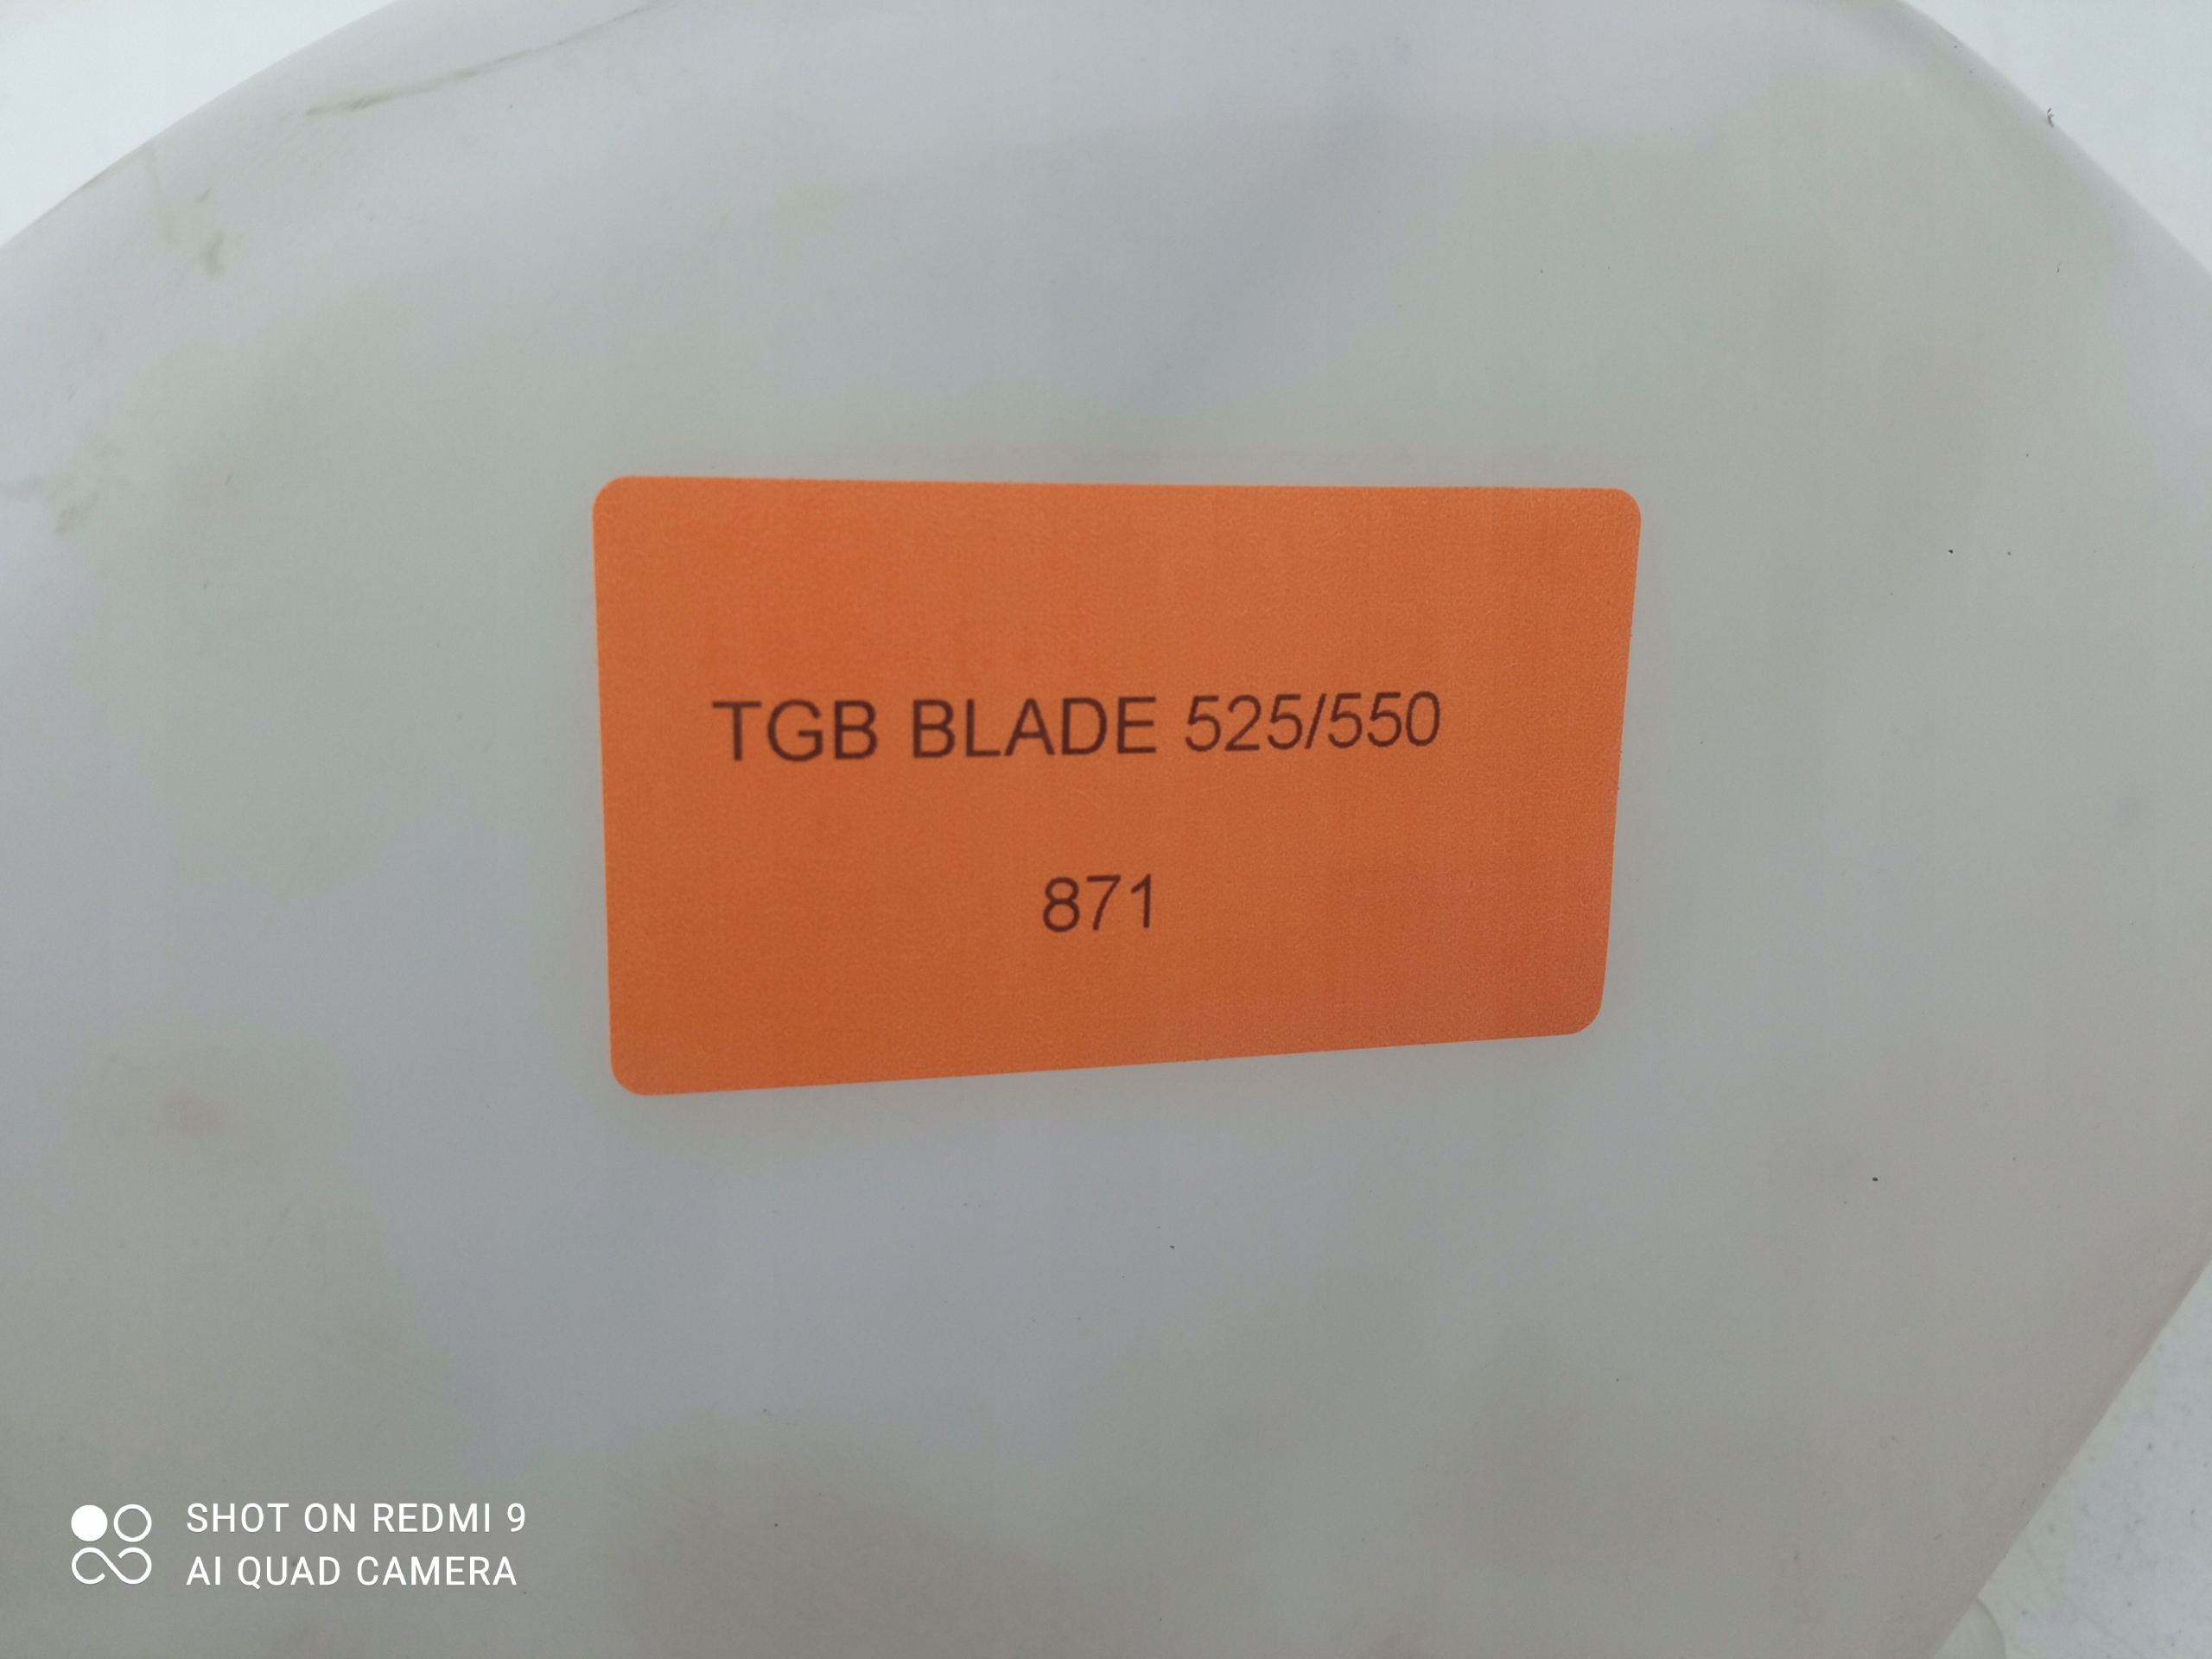 TGB BLADE 525/550
871
SHOT ON REDMI 9
AI QUAD CAMERA